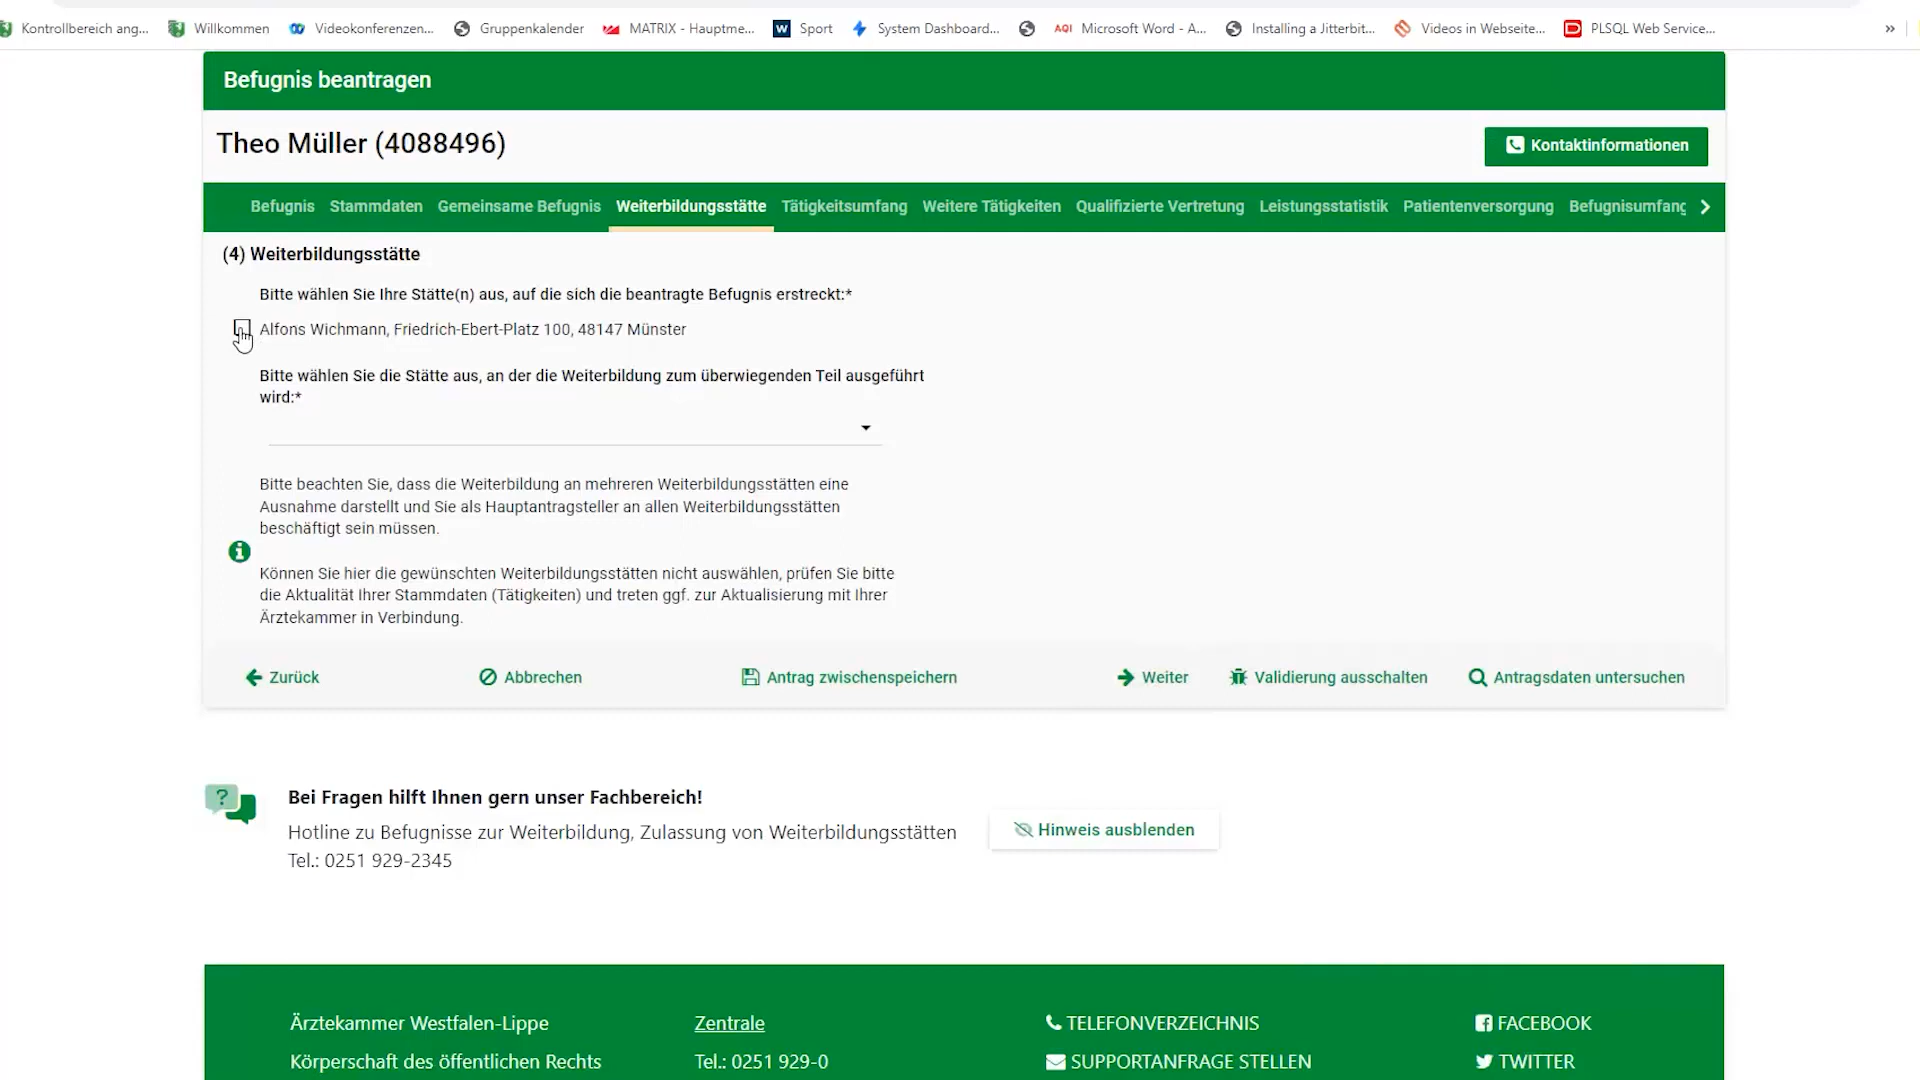 Kontrollbereich ang... Willkommen Videokonferenzen... Gruppenkalender MATRIX - Hauptme... W Sport System Dashboard... AQI Microsoft Word - A... Installing a Jitterbit... Videos in Webseite... PLSQL Web Service... »
Befugnis beantragen
Theo Müller (4088496)
Kontaktinformationen
Befugnis Stammdaten Gemeinsame Befugnis Weiterbildungsstätte Tätigkeitsumfang Weitere Tätigkeiten Qualifizierte Vertretung Leistungsstatistik Patientenversorgung Befugnisumfang
(4) Weiterbildungsstätte
Bitte wählen Sie Ihre Stätte(n) aus, auf die sich die beantragte Befugnis erstreckt:*
Alfons Wichmann, Friedrich-Ebert-Platz 100, 48147 Münster
Bitte wählen Sie die Stätte aus, an der die Weiterbildung zum überwiegenden Teil ausgeführt
wird:*
Bitte beachten Sie, dass die Weiterbildung an mehreren Weiterbildungsstätten eine
Ausnahme darstellt und Sie als Hauptantragsteller an allen Weiterbildungsstätten
beschäftigt sein müssen.
Können Sie hier die gewünschten Weiterbildungsstätten nicht auswählen, prüfen Sie bitte
die Aktualität Ihrer Stammdaten (Tätigkeiten) und treten ggf. zur Aktualisierung mit Ihrer
Ärztekammer in Verbindung.
Zurück Abbrechen Antrag zwischenspeichern Weiter Validierung ausschalten Antragsdaten untersuchen
Bei Fragen hilft Ihnen gern unser Fachbereich!
Hotline zu Befugnisse zur Weiterbildung, Zulassung von Weiterbildungsstätten
Tel.: 0251 929-2345
Hinweis ausblenden
Ärztekammer Westfalen-Lippe
Körperschaft des öffentlichen Rechts
Zentrale
Tel.: 0251 929-0
TELEFONVERZEICHNIS
SUPPORTANFRAGE STELLEN
FACEBOOK
TWITTER